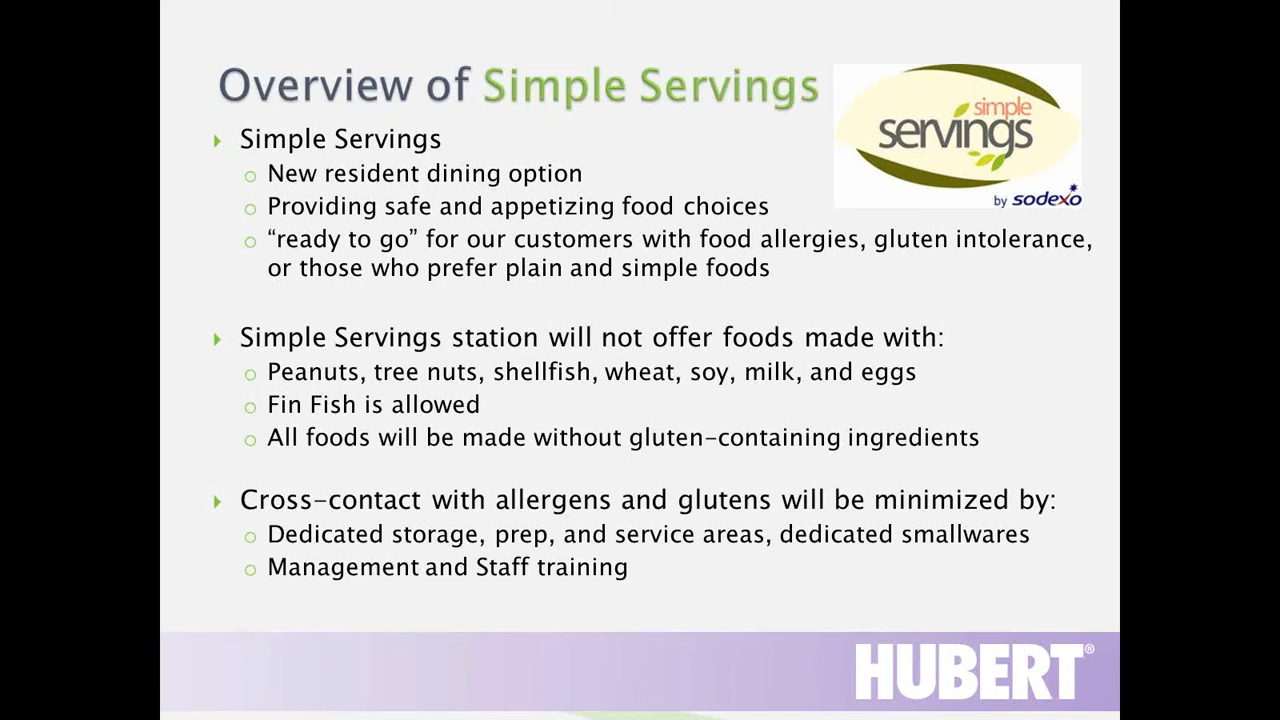 Overview of Simple Servings
simple
servings
by sodexo
Simple Servings
New resident dining option
Providing safe and appetizing food choices
“ready to go” for our customers with food allergies, gluten intolerance,
or those who prefer plain and simple foods
Simple Servings station will not offer foods made with:
Peanuts, tree nuts, shellfish, wheat, soy, milk, and eggs
Fin Fish is allowed
All foods will be made without gluten-containing ingredients
Cross-contact with allergens and glutens will be minimized by:
Dedicated storage, prep, and service areas, dedicated smallwares
Management and Staff training
HUBERT®